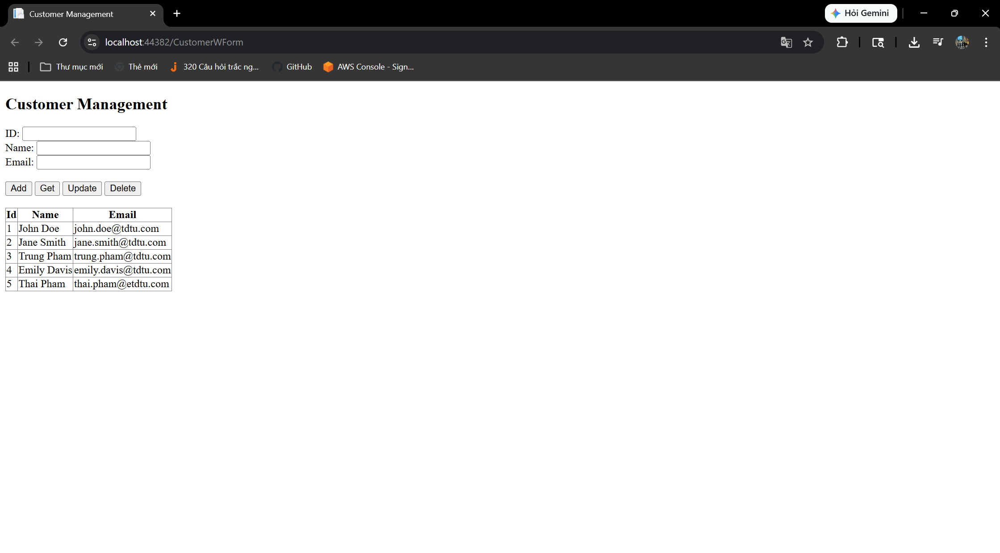 Customer Management
Hỏi Gemini
localhost:44382/CustomerWForm
Thư mục mới
Thẻ mới
320 Câu hỏi trắc ng...
GitHub
AWS Console - Sign...
Customer Management
ID:
Name:
Email:
Add Get Update Delete
Id Name Email
1 John Doe john.doe@tdtu.com
2 Jane Smith jane.smith@tdtu.com
3 Trung Pham trung.pham@tdtu.com
4 Emily Davis emily.davis@tdtu.com
5 Thai Pham thai.pham@etdtu.com